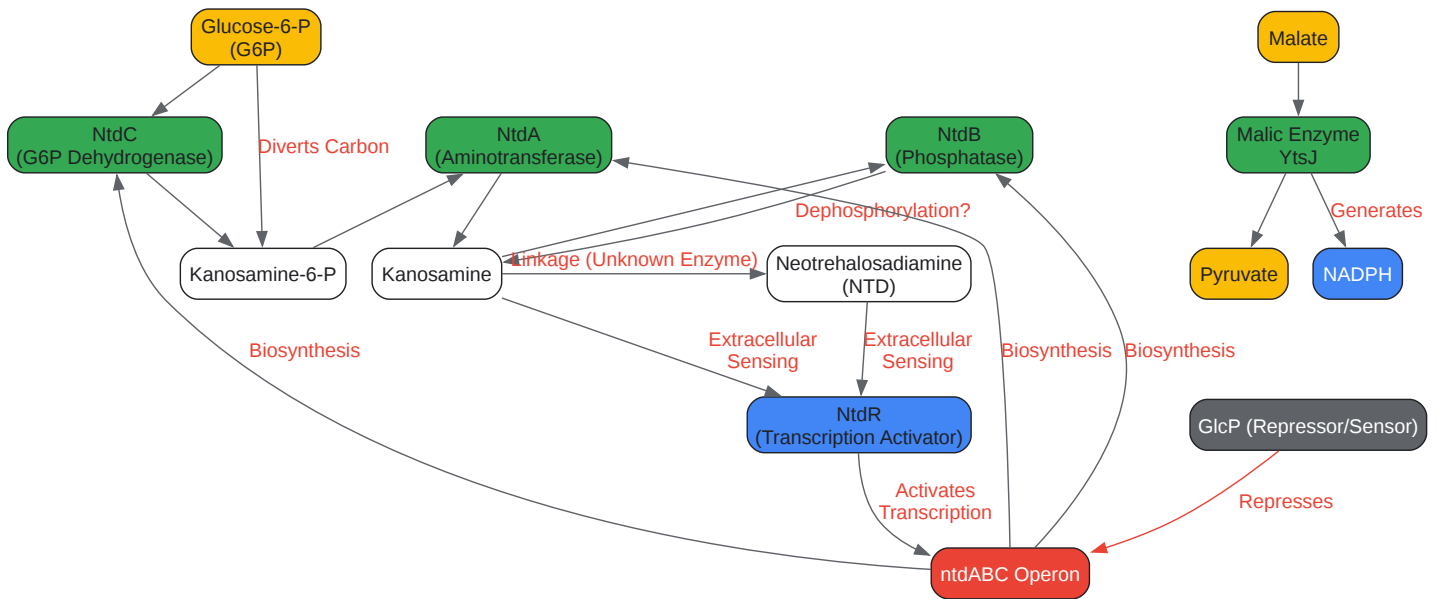 Glucose-6-P
(G6P)
Malate
NtdC
(G6P Dehydrogenase)
Diverts Carbon
NtdA
(Aminotransferase)
NtdB
(Phosphatase)
Malic Enzyme
YtsJ
Dephosphorylation?
Generates
Kanosamine-6-P
Kanosamine
Linkage (Unknown Enzyme)
Neotrehalosadiamine
(NTD)
Pyruvate
NADPH
Biosynthesis
Extracellular
Sensing
Extracellular
Sensing
Biosynthesis
Biosynthesis
NtdR
(Transcription Activator)
GlcP (Repressor/Sensor)
Activates
Transcription
Represses
ntdABC Operon